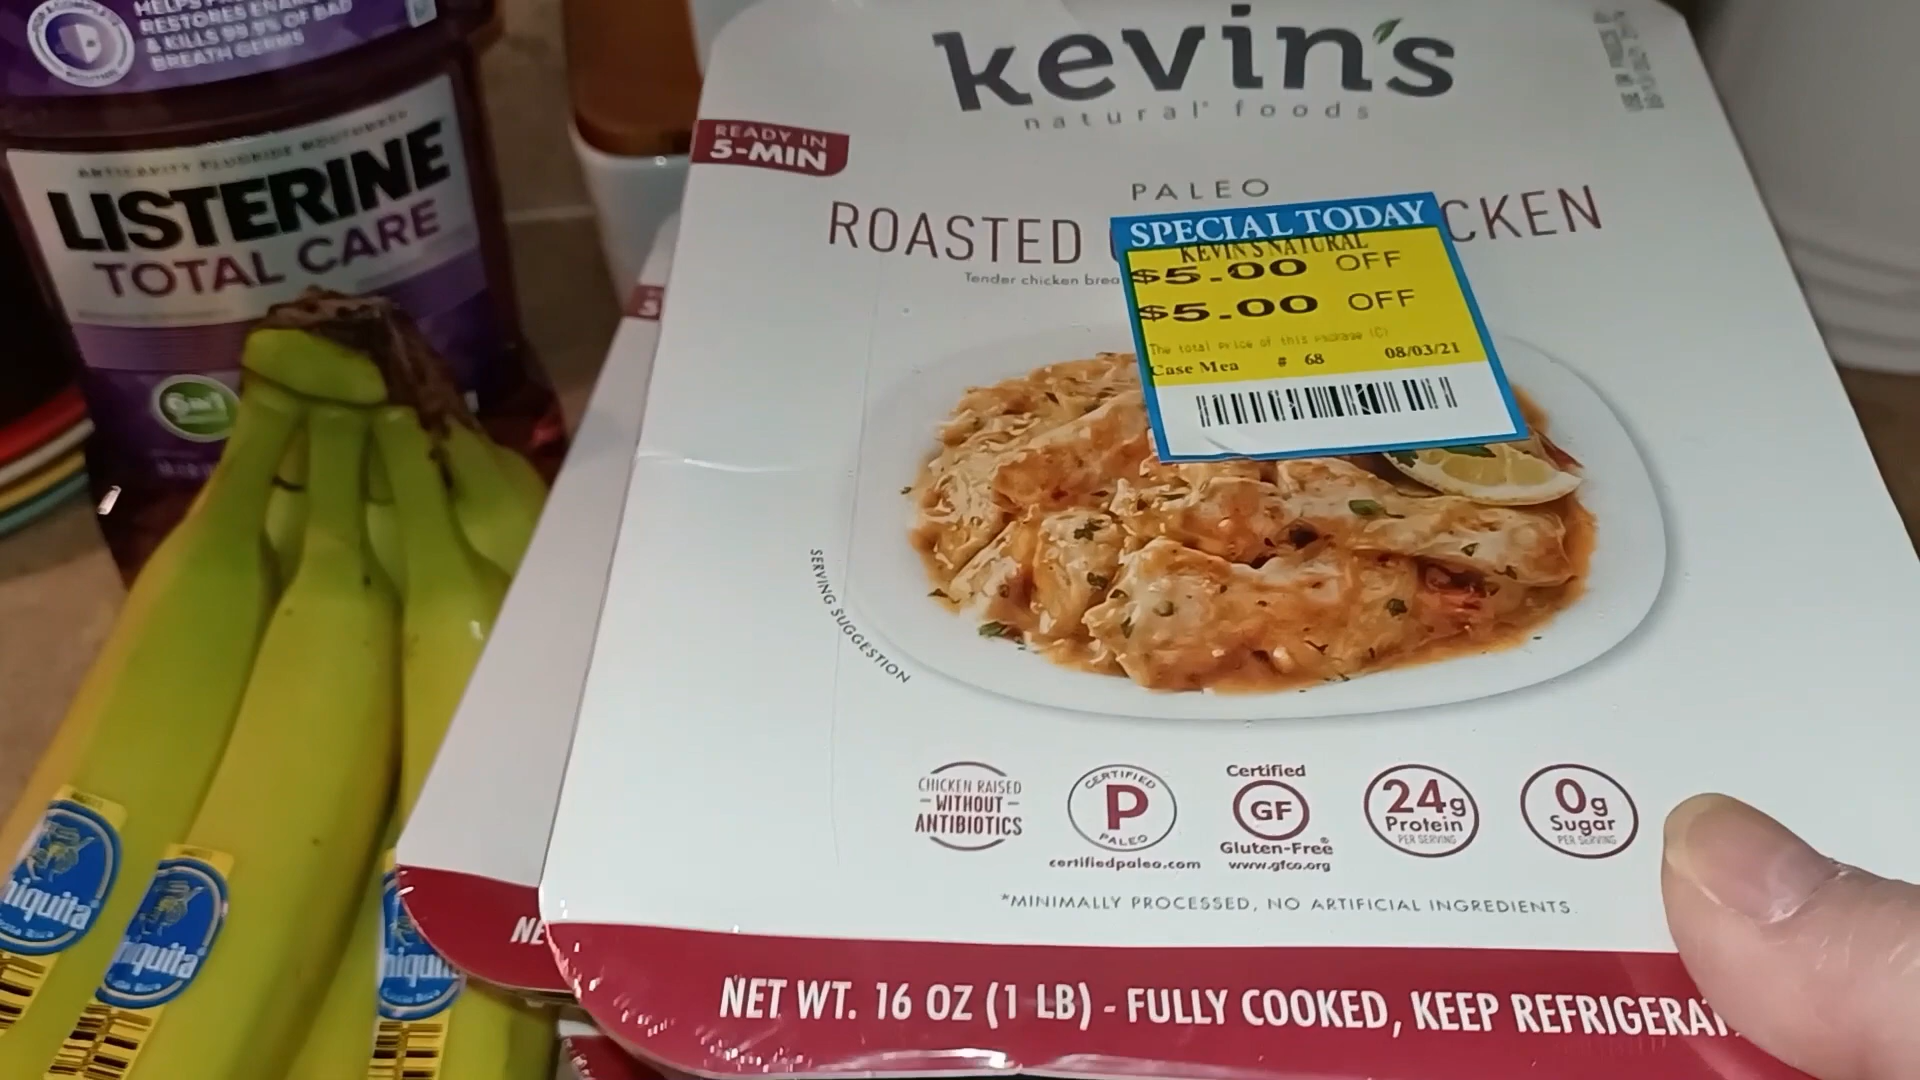 RESTORES ENA
& KILLS 99.9% OF BAD
BREATH GERMS
ANTICAVITY FLUORIDE MOUTHWASH
LISTERINE
TOTAL CARE
6 in 1
kevin's
natural foods
READY IN
5-MIN
PALEO
ROASTED
CKEN
Tender chicken brea
SPECIAL TODAY
KEVIN'S NATURAL
$5.00 OFF
$5.00 OFF
The total price of this package (C)
Case Mea # 68 08/03/21
SERVING SUGGESTION
CHICKEN RAISED
WITHOUT
ANTIBIOTICS
CERTIFIED
P
PALEO
certifiedpaleo.com
Certified
GF
Gluten-Free®
www.gfco.org
24g
Protein
PER SERVING
0g
Sugar
PER SERVING
*MINIMALLY PROCESSED, NO ARTIFICIAL INGREDIENTS.
NET WT. 16 OZ (1 LB) - FULLY COOKED, KEEP REFRIGERAT
NE
hiquita
hiquita
hiquit